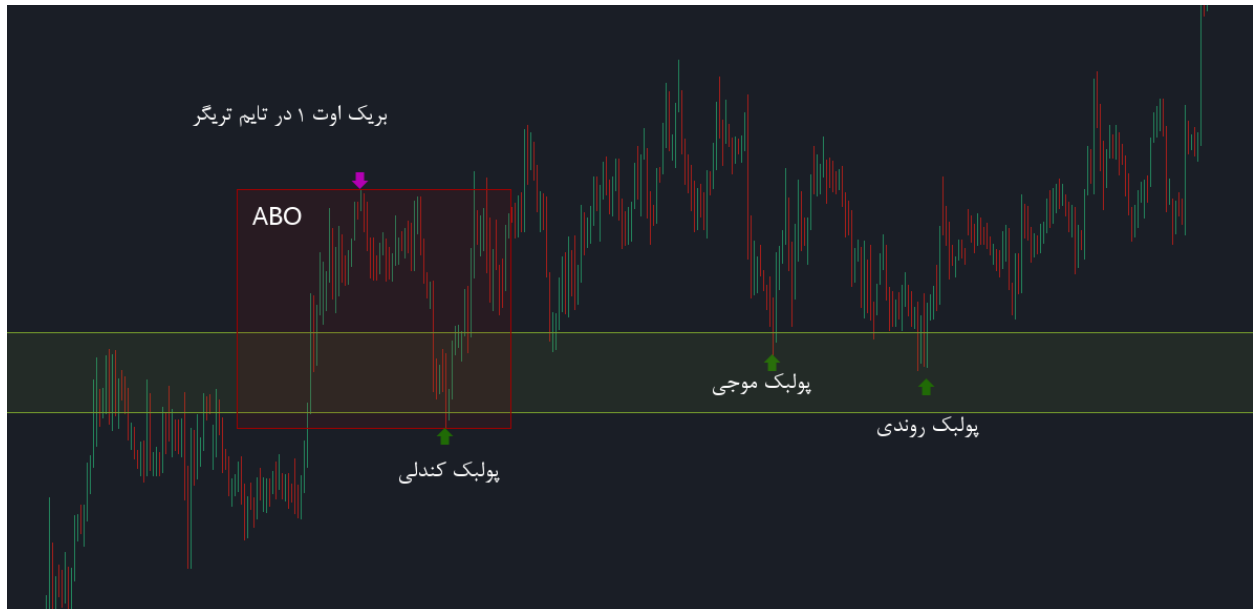 بریک اوت ۱ در تایم تریگر
ABO
پولبک موجی
پولبک روندی
پولبک کندلی